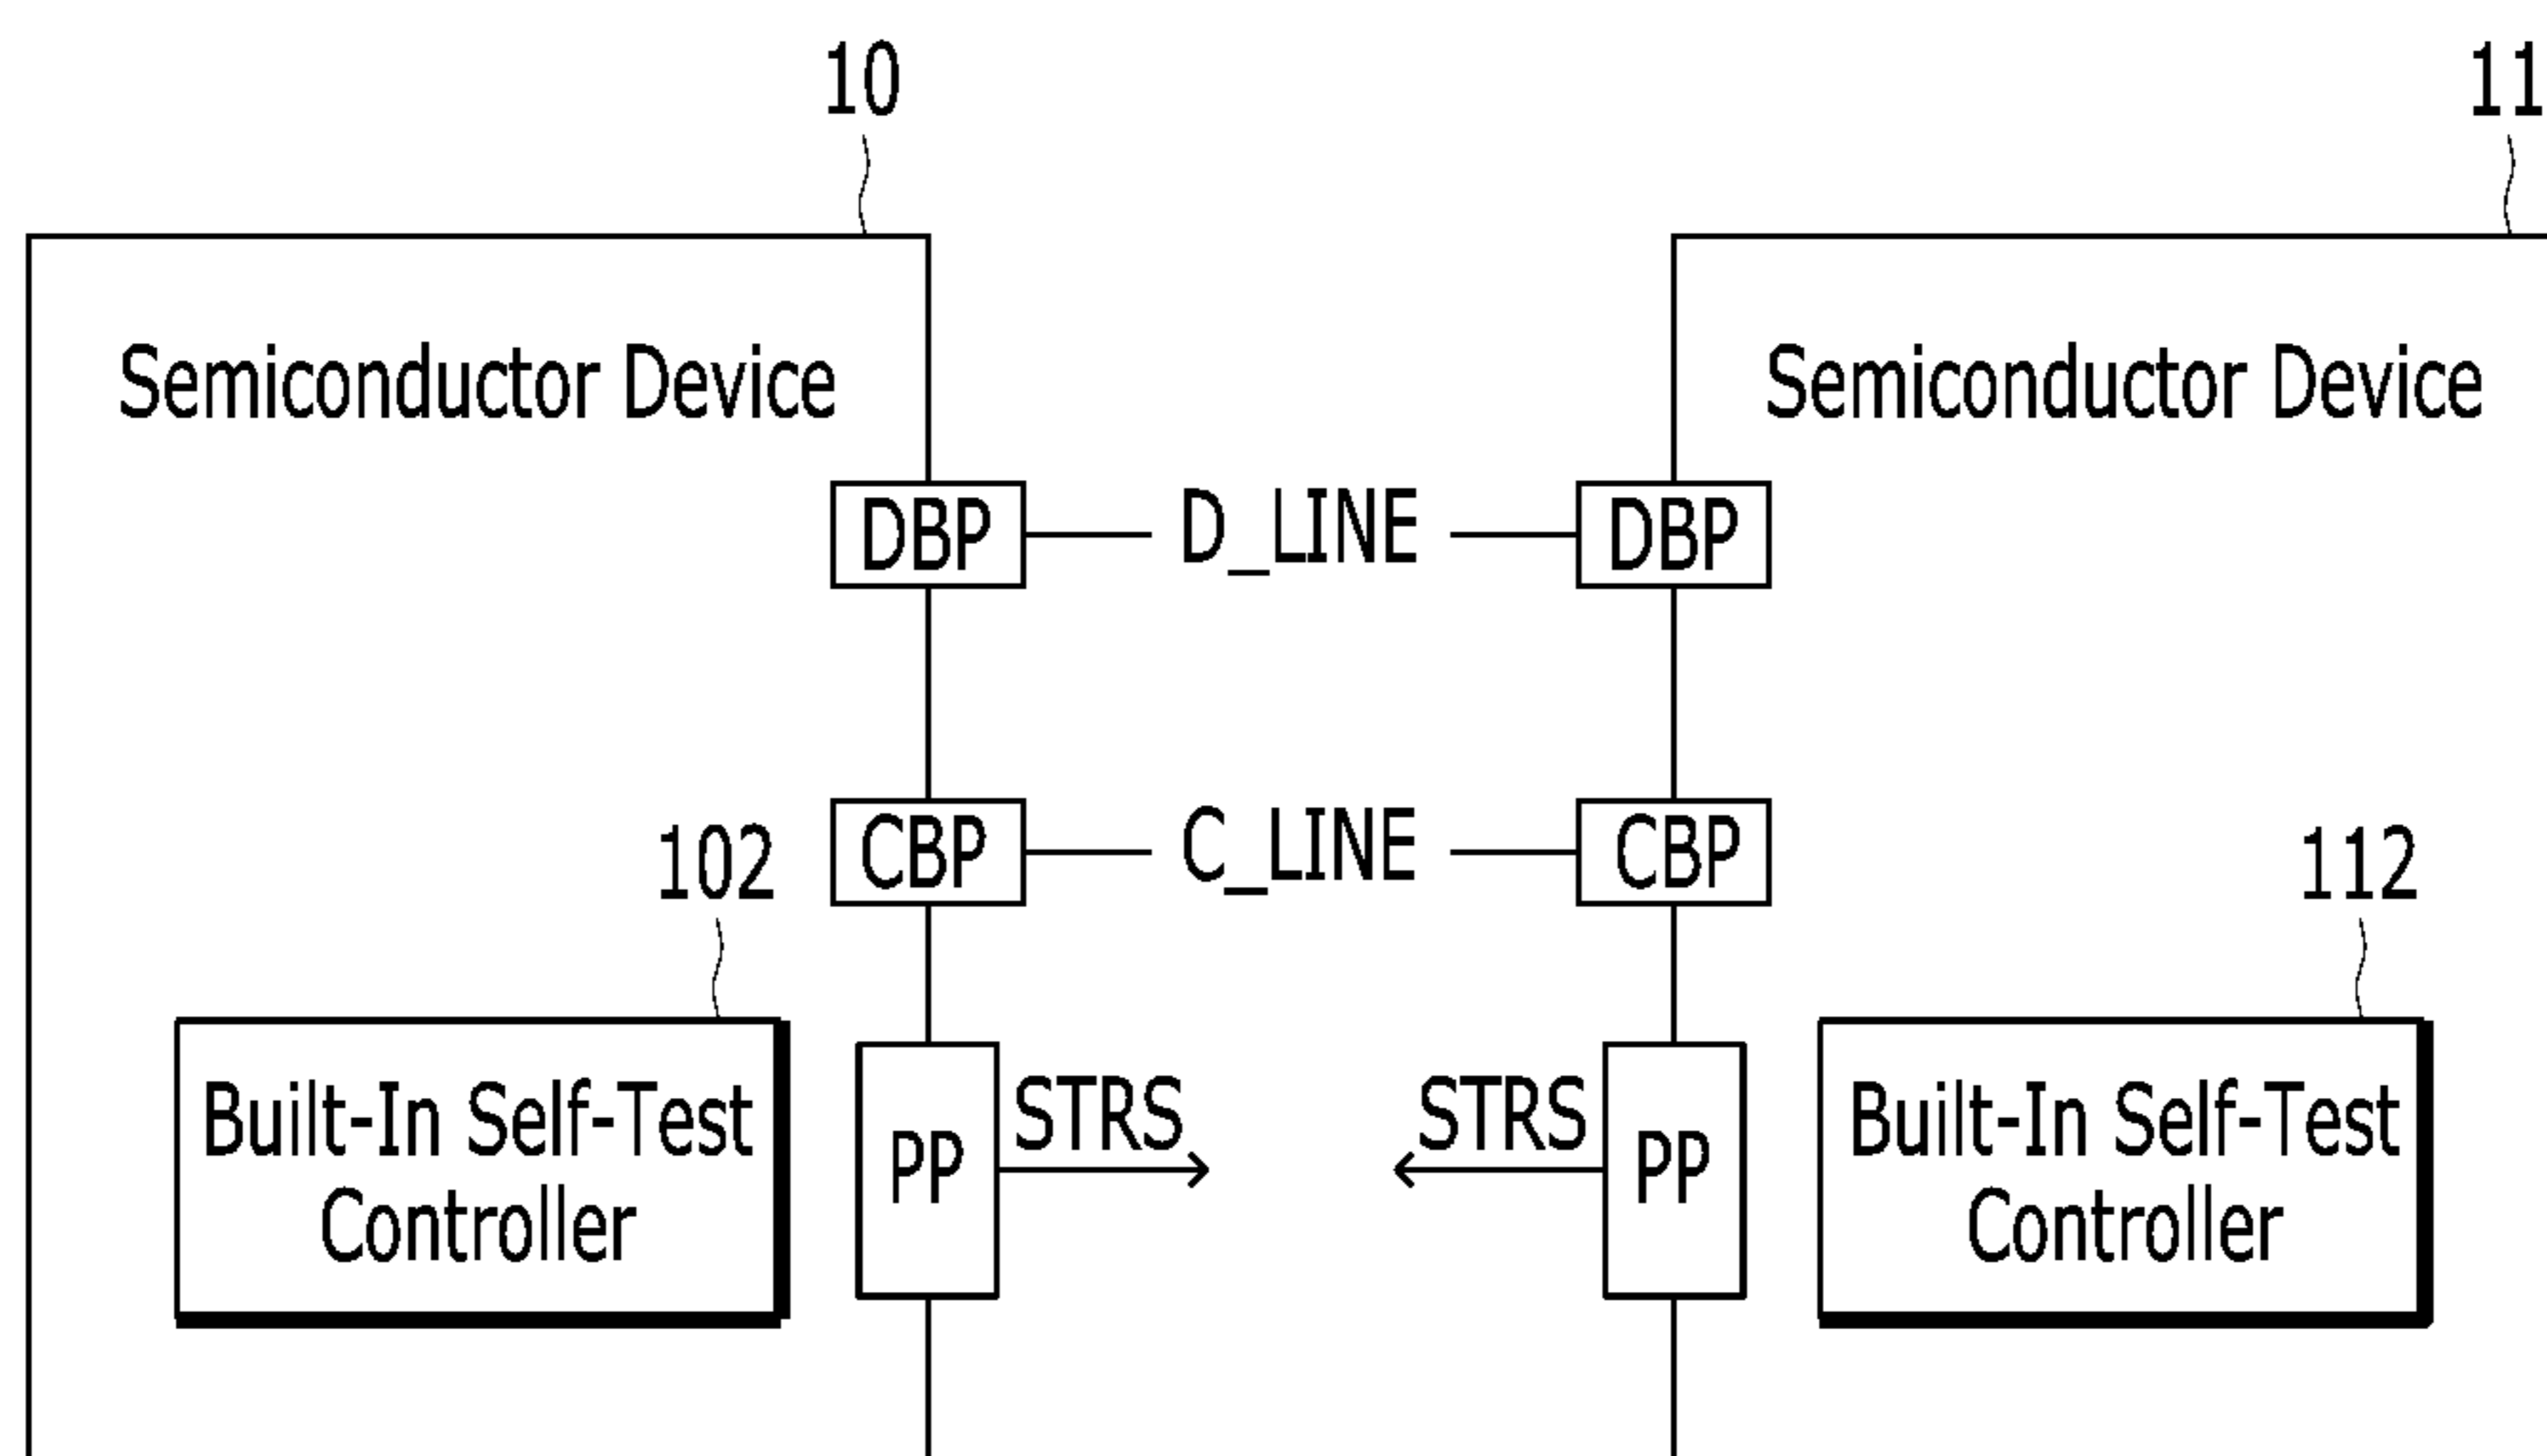 10
11
Semiconductor Device
Semiconductor Device
DBP
D_LINE
DBP
CBP
C_LINE
CBP
102
112
Built-In Self-Test
Controller
PP
STRS
STRS
PP
Built-In Self-Test
Controller